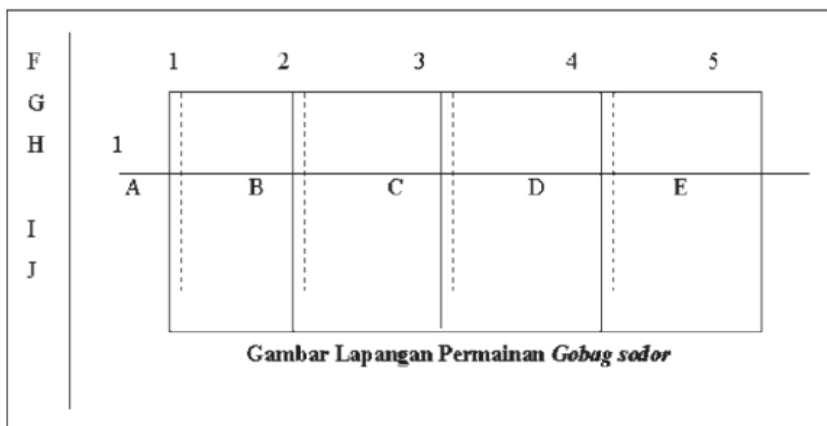 F 1 2 3 4 5
G
H 1
A B C D E
I
J
Gambar Lapangan Permainan Gobag sodor